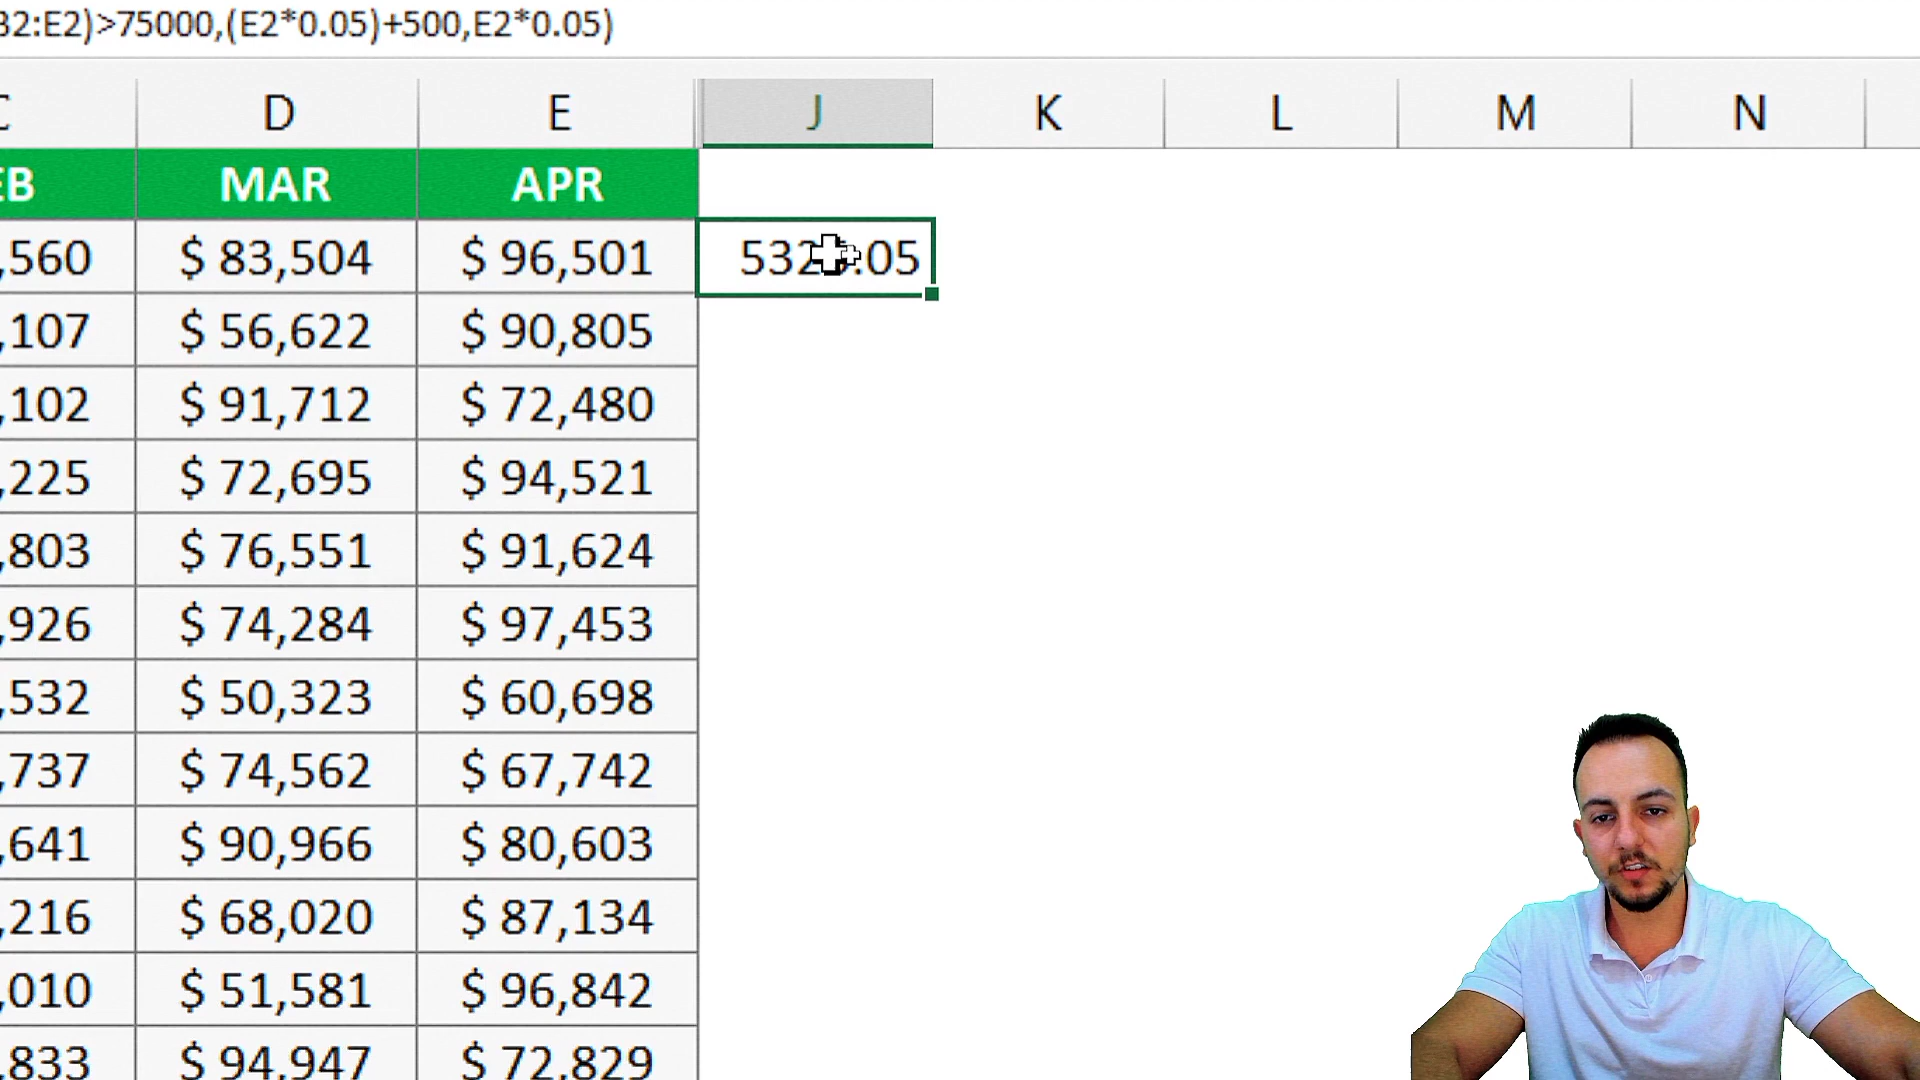 32:E2)>75000,(E2*0.05)+500,E2*0.05)
D E J K L M N
MAR APR
,560 $ 83,504 $ 96,501
,107 $ 56,622 $ 90,805
,102 $ 91,712 $ 72,480
,225 $ 72,695 $ 94,521
,803 $ 76,551 $ 91,624
,926 $ 74,284 $ 97,453
,532 $ 50,323 $ 60,698
,737 $ 74,562 $ 67,742
,641 $ 90,966 $ 80,603
,216 $ 68,020 $ 87,134
,010 $ 51,581 $ 96,842
,833 $ 94,947 $ 72,829